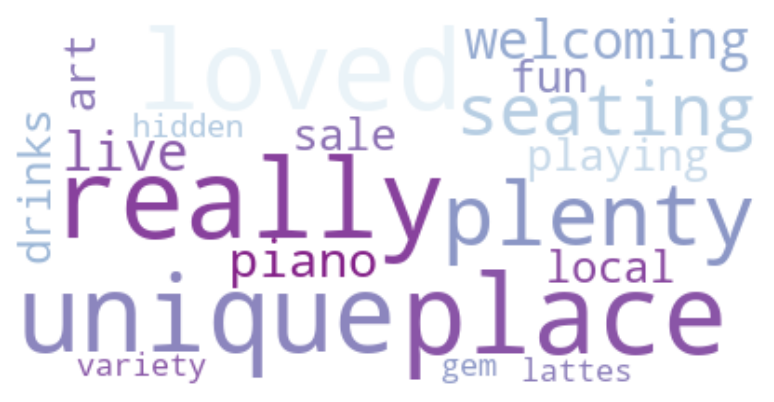 loved
welcoming
art
fun
seating
hidden
sale
drinks
live
playing
really
plenty
piano
local
unique
place
variety
gem
lattes